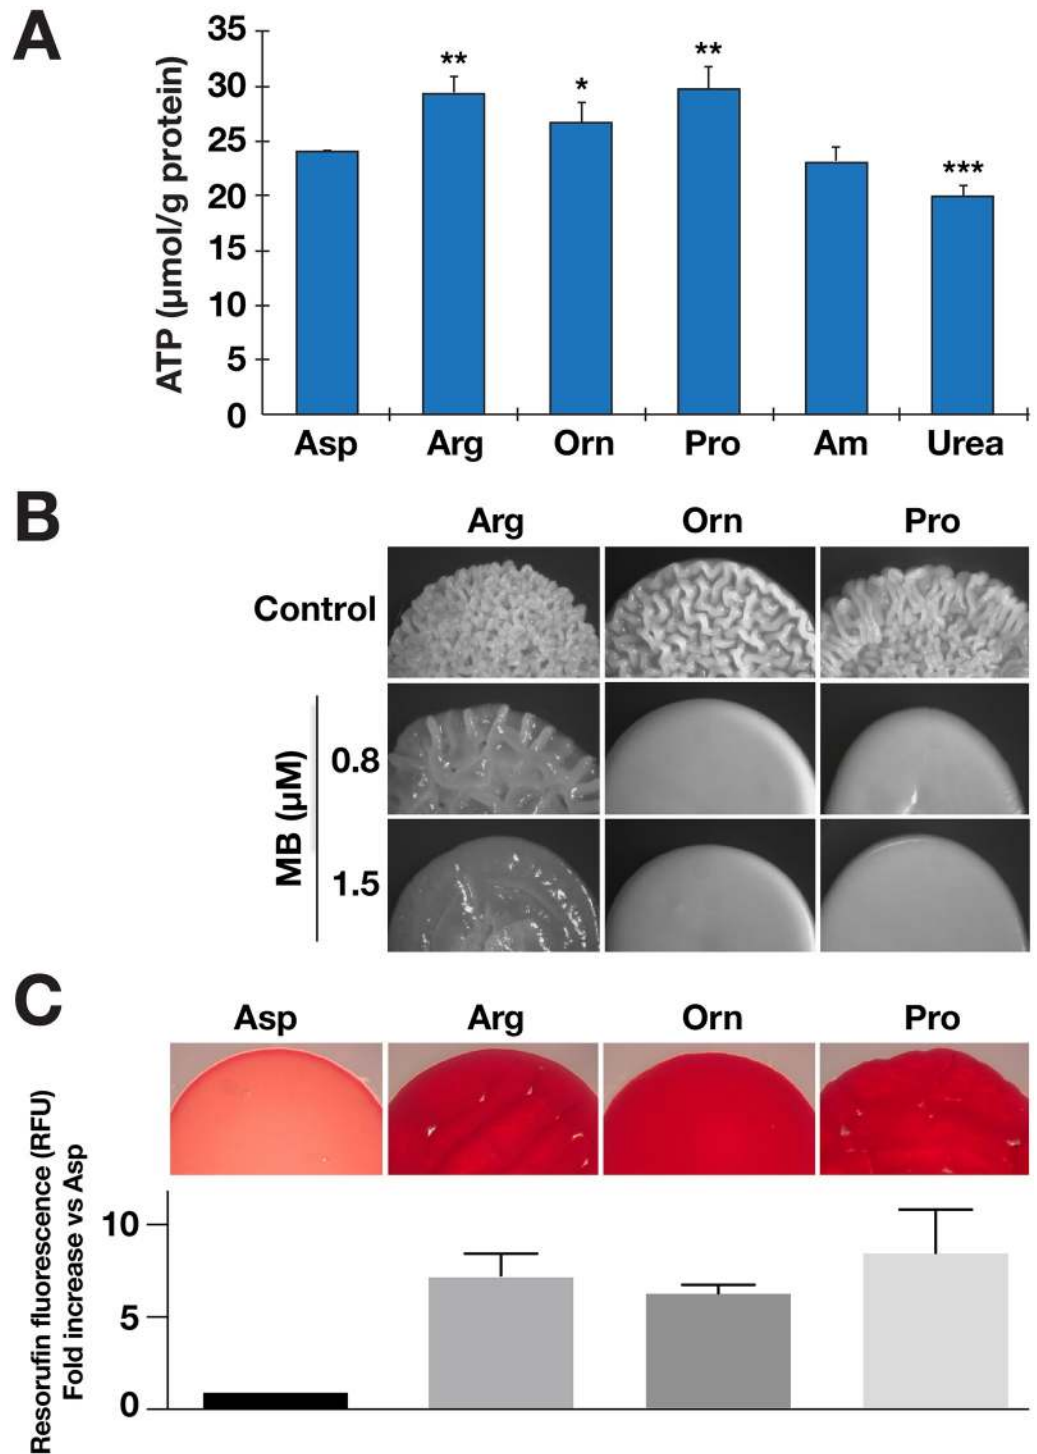 A
ATP (µmol/g protein)
35
30
25
20
15
10
5
0
**
*
**
***
Asp Arg Orn Pro Am Urea
B
Arg Orn Pro
Control
MB (µM)
0.8
1.5
C
Asp Arg Orn Pro
Resorufin fluorescence (RFU)
Fold increase vs Asp
10
5
0